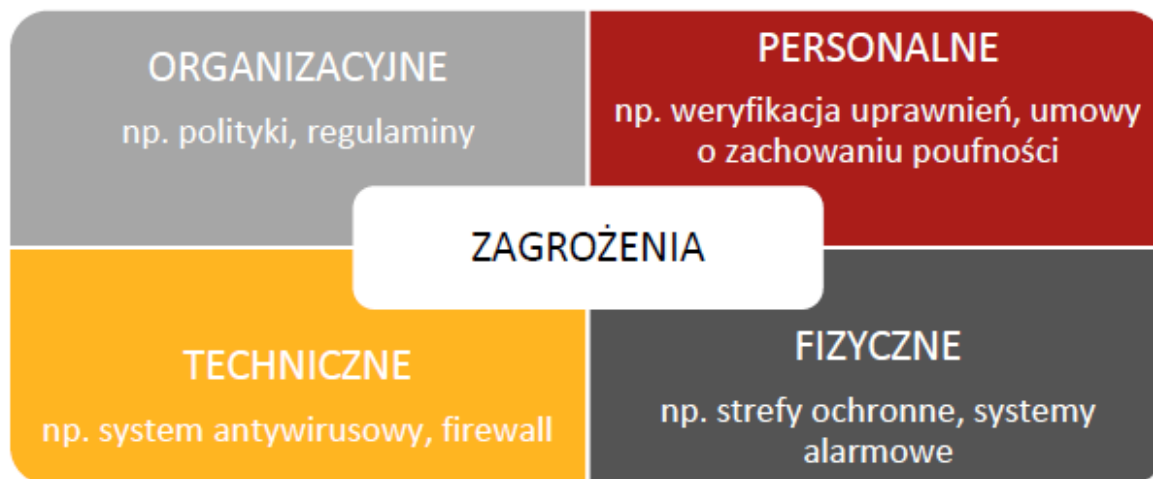 ORGANIZACYJNE
np. polityki, regulaminy
PERSONALNE
np. weryfikacja uprawnień, umowy
o zachowaniu poufności
ZAGROŻENIA
TECHNICZNE
np. system antywirusowy, firewall
FIZYCZNE
np. strefy ochronne, systemy
alarmowe